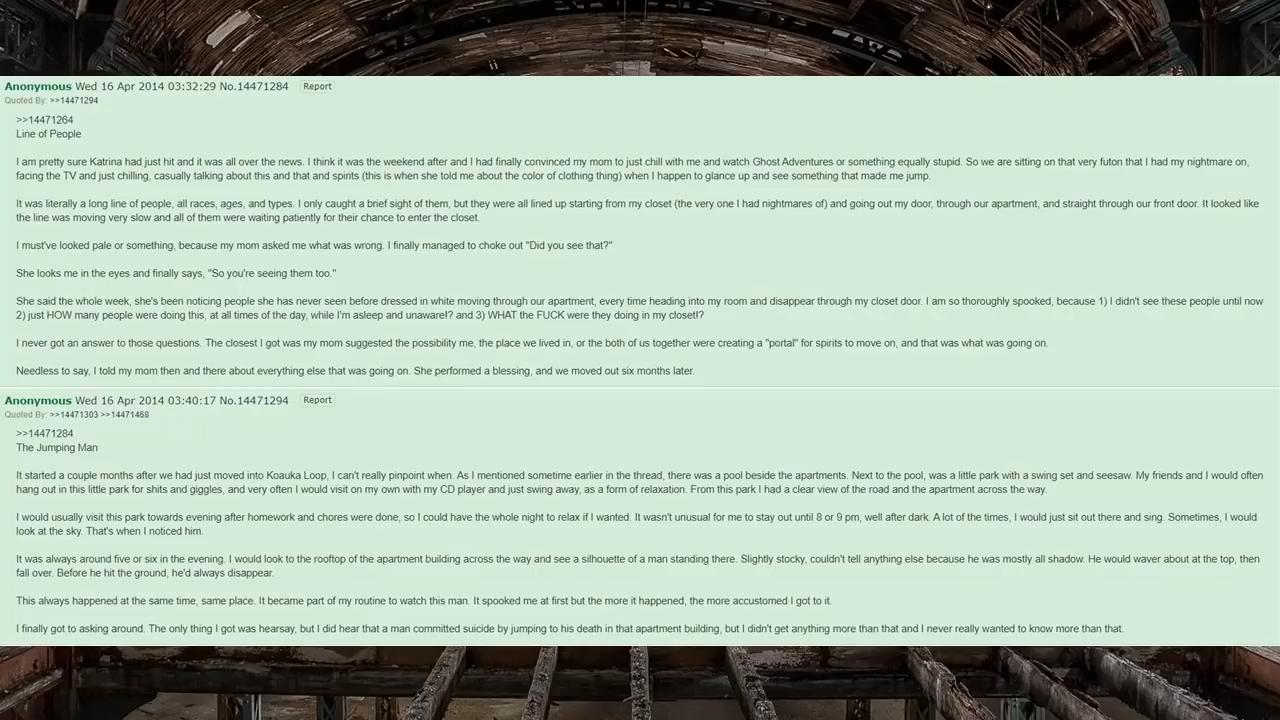 Anonymous Wed 16 Apr 2014 03:32:29 No.14471284 Report
Quoted By: >>14471294
>>14471264
Line of People
I am pretty sure Katrina had just hit and it was all over the news. I think it was the weekend after and I had finally convinced my mom to just chill with me and watch Ghost Adventures or something equally stupid. So we are sitting on that very futon that I had my nightmare on,
facing the TV and just chilling, casually talking about this and that and spirits (this is when she told me about the color of clothing thing) when I happen to glance up and see something that made me jump.
It was literally a long line of people, all races, ages, and types. I only caught a brief sight of them, but they were all lined up starting from my closet (the very one I had nightmares of) and going out my door, through our apartment, and straight through our front door. It looked like
the line was moving very slow and all of them were waiting patiently for their chance to enter the closet.
I must've looked pale or something, because my mom asked me what was wrong. I finally managed to choke out "Did you see that?"
She looks me in the eyes and finally says, "So you're seeing them too."
She said the whole week, she's been noticing people she has never seen before dressed in white moving through our apartment, every time heading into my room and disappear through my closet door. I am so thoroughly spooked, because 1) I didn't see these people until now
2) just HOW many people were doing this, at all times of the day, while I'm asleep and unaware!? and 3) WHAT the FUCK were they doing in my closet!?
I never got an answer to those questions. The closest I got was my mom suggested the possibility me, the place we lived in, or the both of us together were creating a "portal" for spirits to move on, and that was what was going on.
Needless to say, I told my mom then and there about everything else that was going on. She performed a blessing, and we moved out six months later.
Anonymous Wed 16 Apr 2014 03:40:17 No.14471294 Report
Quoted By: >>14471303 >>14471468
>>14471284
The Jumping Man
It started a couple months after we had just moved into Koauka Loop, I can't really pinpoint when. As I mentioned sometime earlier in the thread, there was a pool beside the apartments. Next to the pool, was a little park with a swing set and seesaw. My friends and I would often
hang out in this little park for shits and giggles, and very often I would visit on my own with my CD player and just swing away, as a form of relaxation. From this park I had a clear view of the road and the apartment across the way.
I would usually visit this park towards evening after homework and chores were done, so I could have the whole night to relax if I wanted. It wasn't unusual for me to stay out until 8 or 9 pm, well after dark. A lot of the times, I would just sit out there and sing. Sometimes, I would
look at the sky. That's when I noticed him.
It was always around five or six in the evening. I would look to the rooftop of the apartment building across the way and see a silhouette of a man standing there. Slightly stocky, couldn't tell anything else because he was mostly all shadow. He would waver about at the top, then
fall over. Before he hit the ground, he'd always disappear.
This always happened at the same time, same place. It became part of my routine to watch this man. It spooked me at first but the more it happened, the more accustomed I got to it.
I finally got to asking around. The only thing I got was hearsay, but I did hear that a man committed suicide by jumping to his death in that apartment building, but I didn't get anything more than that and I never really wanted to know more than that.